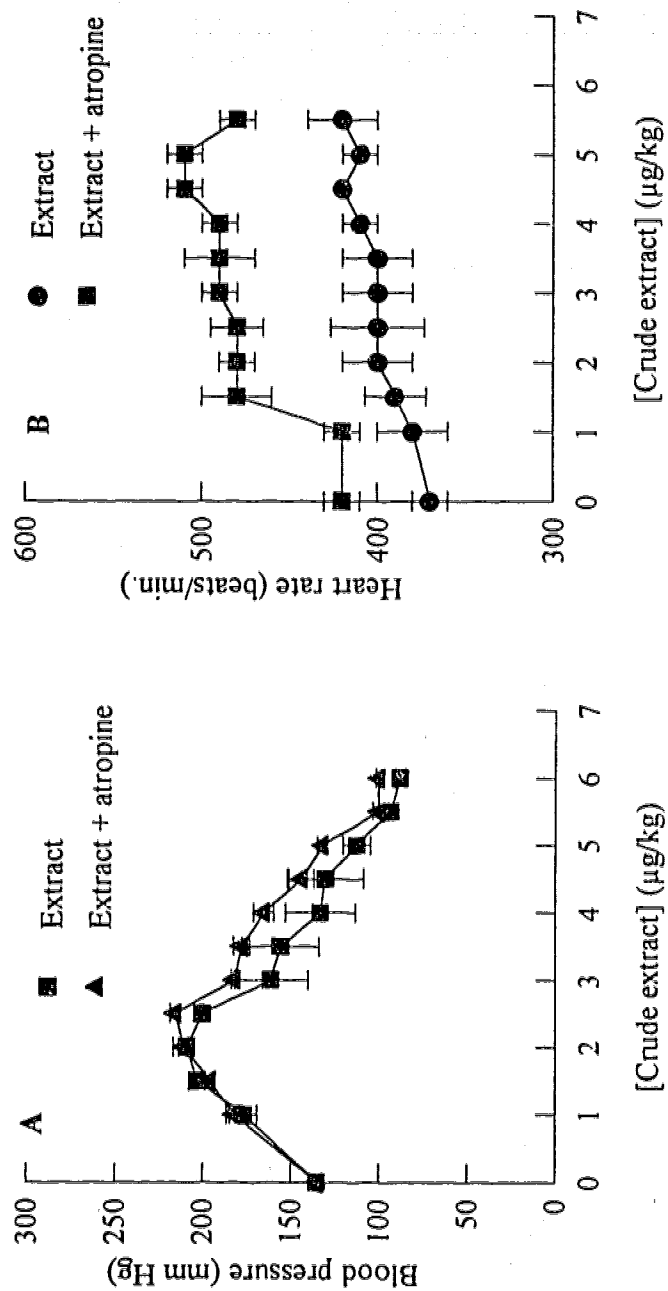 A
Extract
Extract + atropine
Blood pressure (mm Hg)
300
250
200
150
100
50
0
0 1 2 3 4 5 6 7
[Crude extract] (µg/kg)
B
Extract
Extract + atropine
Heart rate (beats/min.)
600
500
400
300
0 1 2 3 4 5 6 7
[Crude extract] (µg/kg)